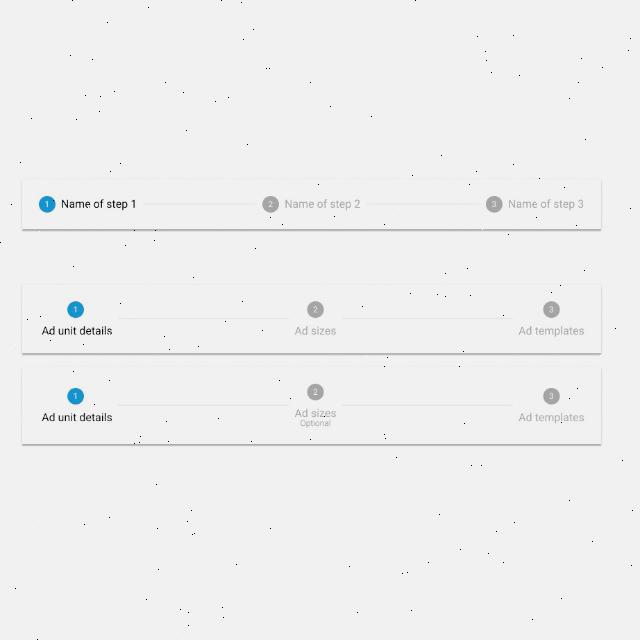 1 Name of step 1 2 Name of step 2 3 Name of step 3
1 2 3
Ad unit details Ad sizes Ad templates
1 2 3
Ad unit details Ad sizes Ad templates
Optional